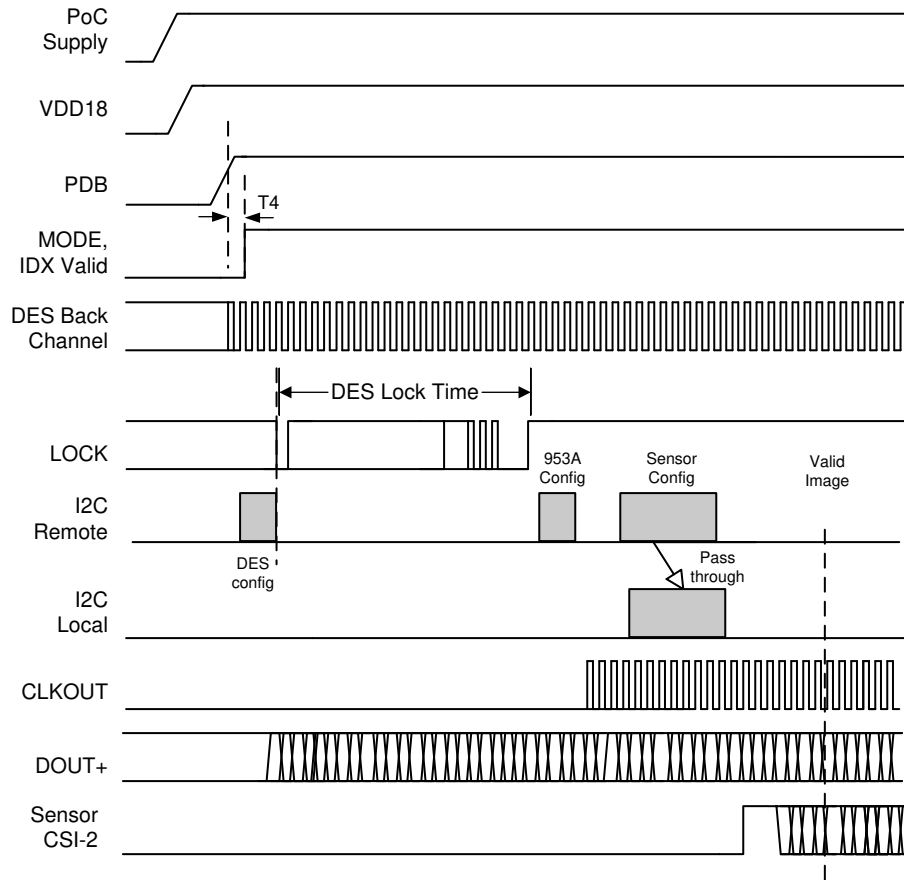 PoC
Supply
VDD18
PDB
T4
MODE,
IDX Valid
DES Back
Channel
DES Lock Time
LOCK
953A
Config
Sensor
Config
Valid
Image
I2C
Remote
DES
config
Pass
through
I2C
Local
CLKOUT
DOUT+
Sensor
CSI-2